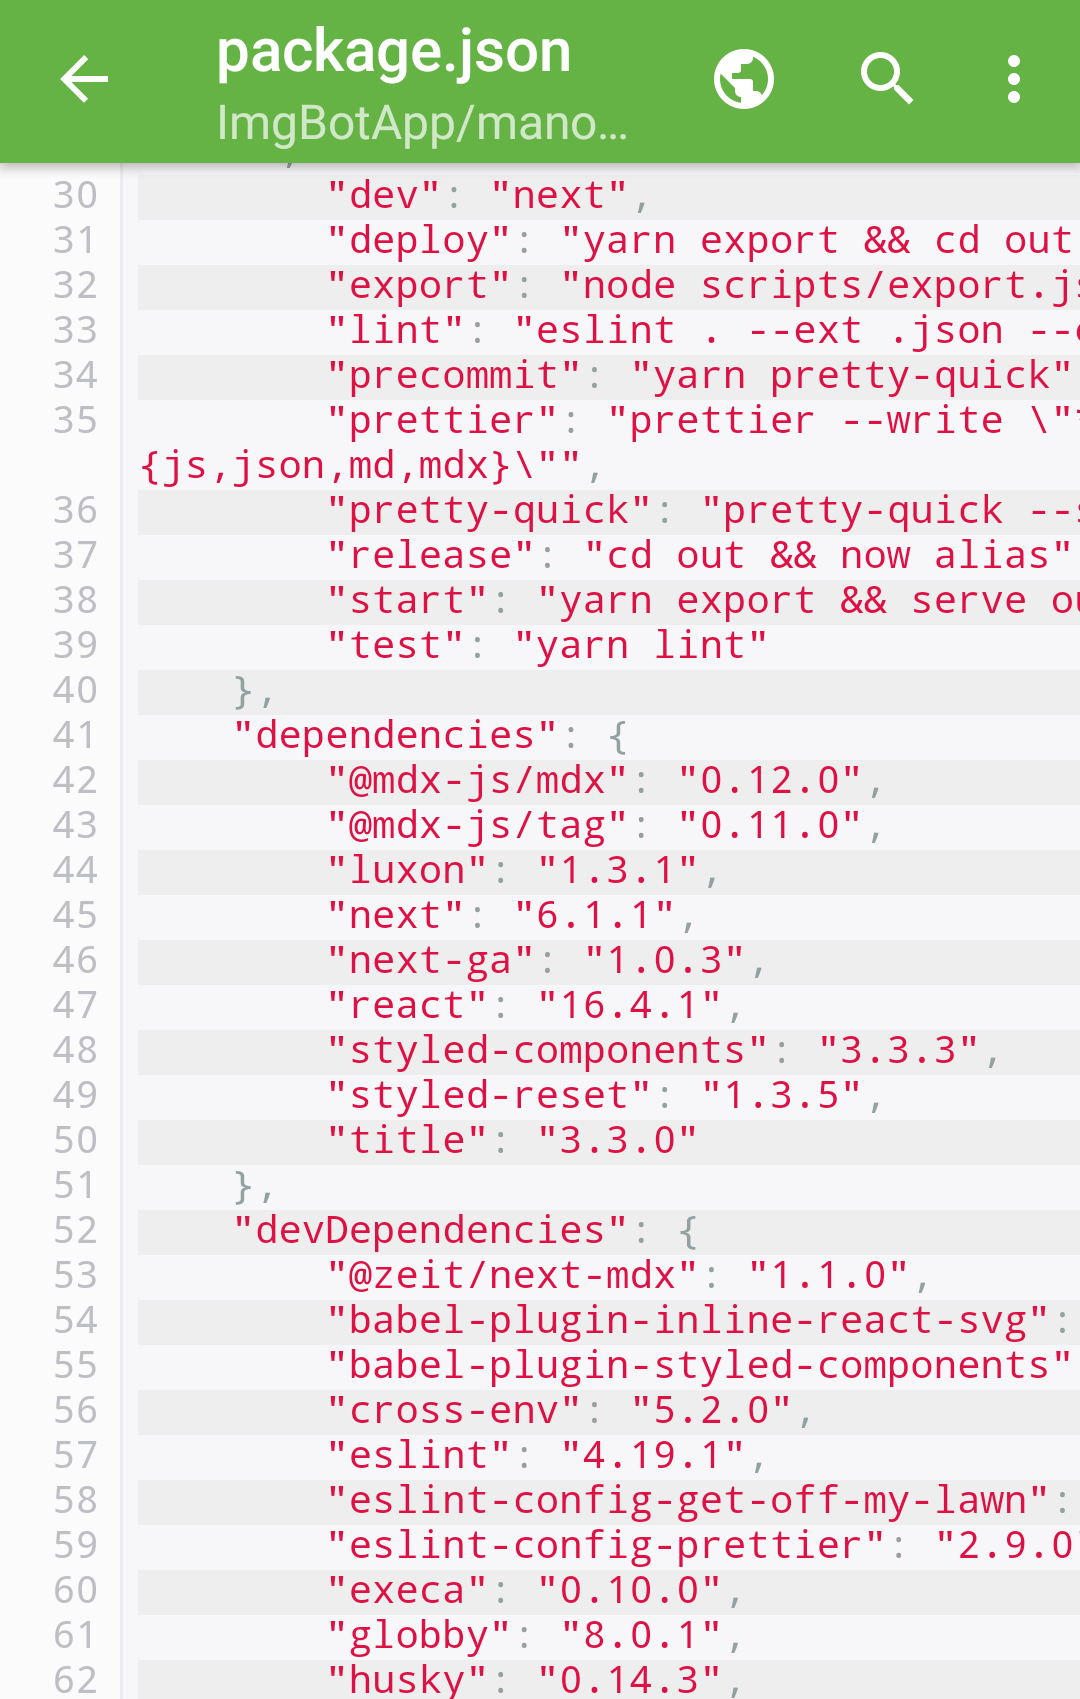 package.json
ImgBotApp/mano...
30 "dev": "next",
31 "deploy": "yarn export && cd out
32 "export": "node scripts/export.js
33 "lint": "eslint . --ext .json --
34 "precommit": "yarn pretty-quick"
35 "prettier": "prettier --write \"
{js,json,md,mdx}\"",
36 "pretty-quick": "pretty-quick --s
37 "release": "cd out && now alias"
38 "start": "yarn export && serve ou
39 "test": "yarn lint"
40 },
41 "dependencies": {
42 "@mdx-js/mdx": "0.12.0",
43 "@mdx-js/tag": "0.11.0",
44 "luxon": "1.3.1",
45 "next": "6.1.1",
46 "next-ga": "1.0.3",
47 "react": "16.4.1",
48 "styled-components": "3.3.3",
49 "styled-reset": "1.3.5",
50 "title": "3.3.0"
51 },
52 "devDependencies": {
53 "@zeit/next-mdx": "1.1.0",
54 "babel-plugin-inline-react-svg":
55 "babel-plugin-styled-components"
56 "cross-env": "5.2.0",
57 "eslint": "4.19.1",
58 "eslint-config-get-off-my-lawn":
59 "eslint-config-prettier": "2.9.0
60 "execa": "0.10.0",
61 "globby": "8.0.1",
62 "husky": "0.14.3",